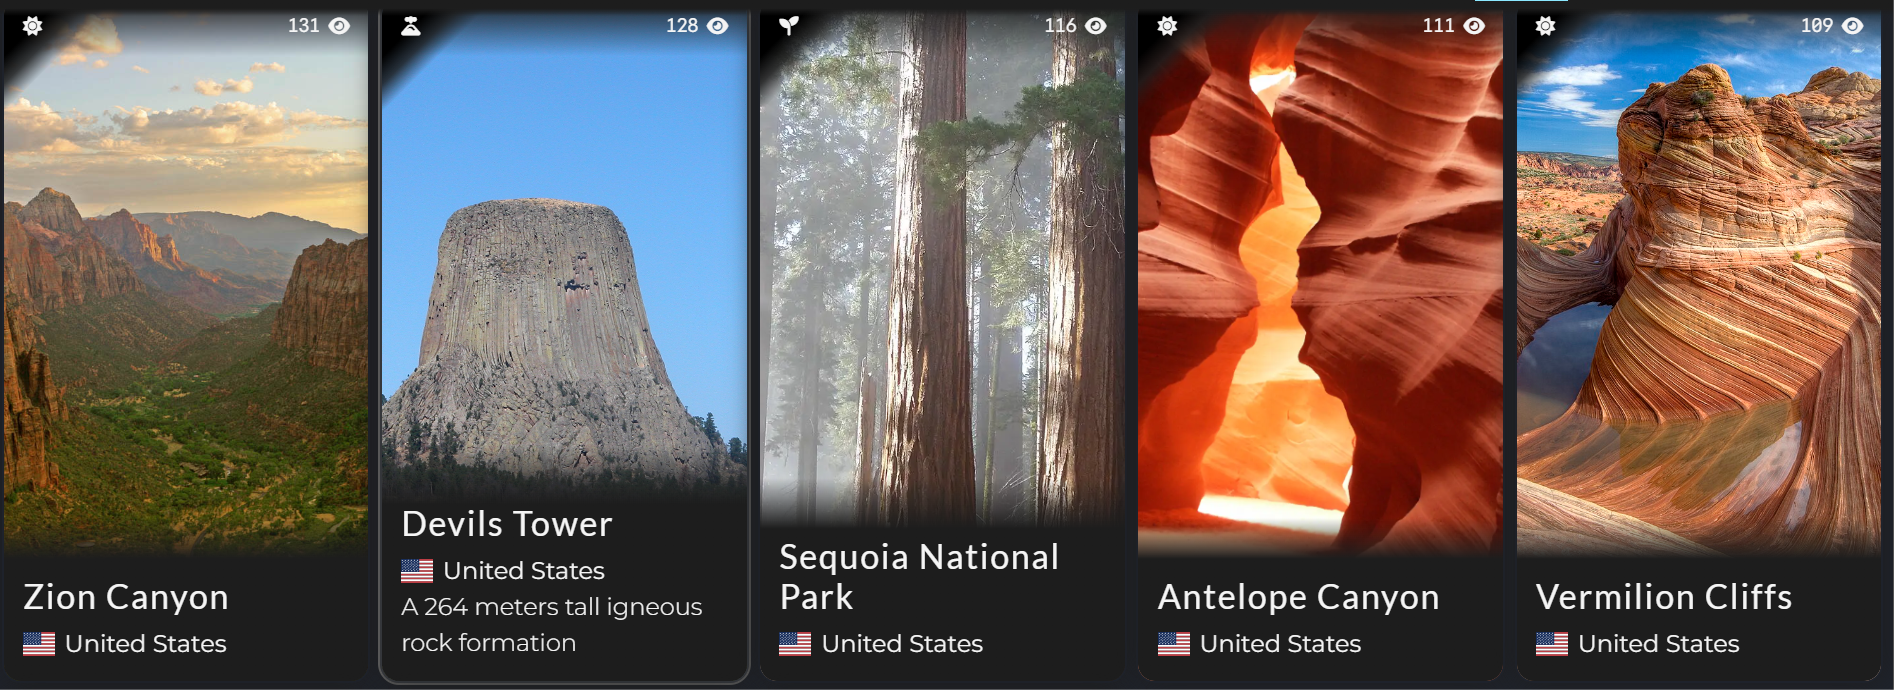 131
Zion Canyon
United States
128
Devils Tower
United States
A 264 meters tall igneous
rock formation
116
Sequoia National
Park
United States
111
Antelope Canyon
United States
109
Vermilion Cliffs
United States